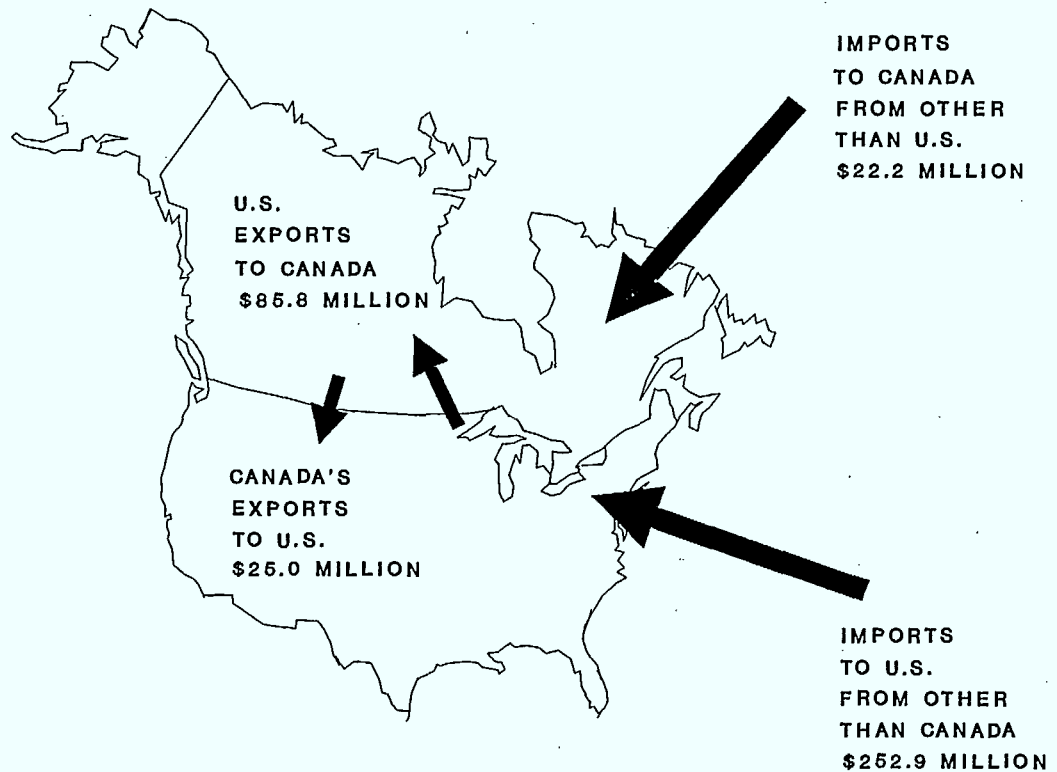 IMPORTS
TO CANADA
FROM OTHER
THAN U.S.
$22.2 MILLION
U.S.
EXPORTS
TO CANADA
$85.8 MILLION
CANADA'S
EXPORTS
TO U.S.
$25.0 MILLION
IMPORTS
TO U.S.
FROM OTHER
THAN CANADA
$252.9 MILLION